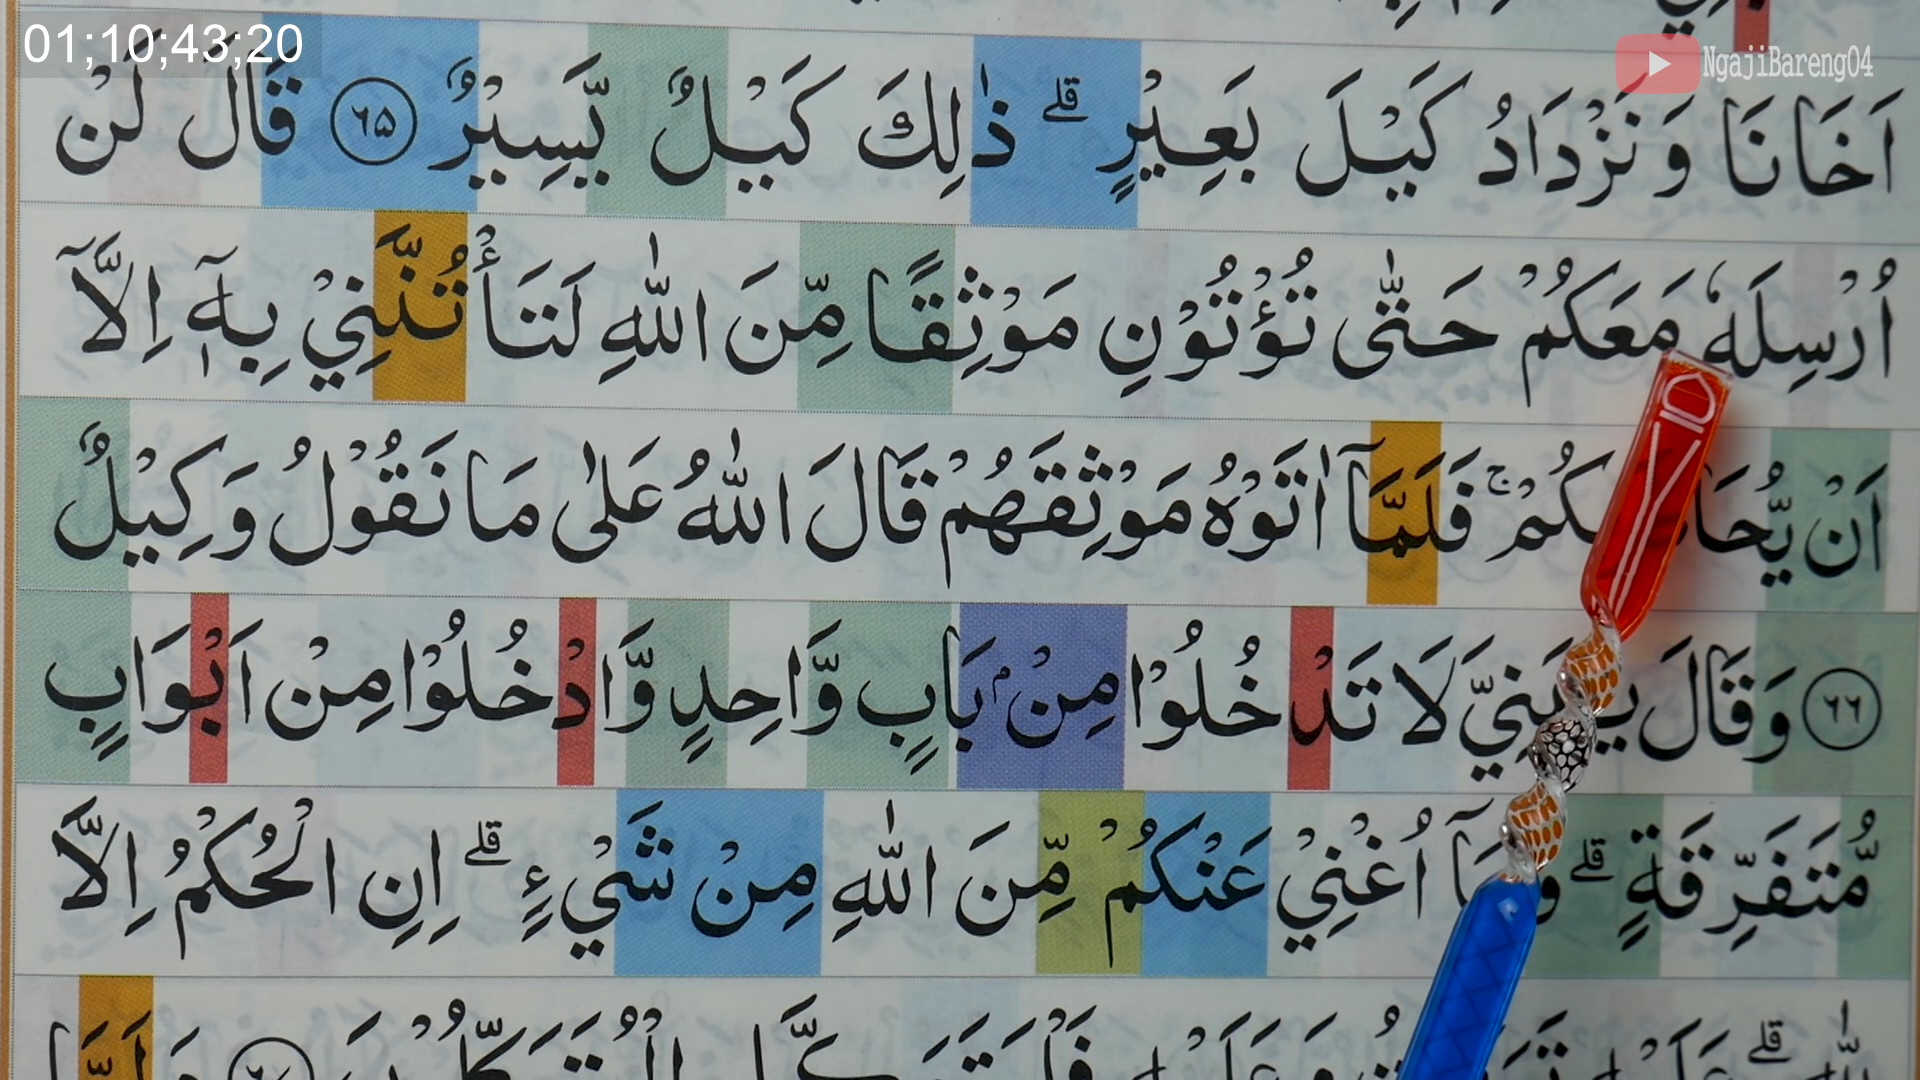 01;10;43;20
NgajiBareng04
اَخَانَا وَنَزْدَادُ كَيْلَ بَعِيْرٍ ۗ ذٰلِكَ كَيْلٌ يَّسِيْرٌ ٦٥ قَالَ لَنْ
اُرْسِلَهٗ مَعَكُمْ حَتّٰى تُؤْتُوْنِ مَوْثِقًا مِّنَ اللّٰهِ لَتَأْتُنَّنِيْ بِهٖٓ اِلَّآ
اَنْ يُّحَاطَ بِكُمْ ۚ فَلَمَّآ اٰتَوْهُ مَوْثِقَهُمْ قَالَ اللّٰهُ عَلٰى مَا نَقُوْلُ وَكِيْلٌ
٦٦ وَقَالَ يٰبَنِيَّ لَا تَدْخُلُوْا مِنْۢ بَابٍ وَّاحِدٍ وَّادْخُلُوْا مِنْ اَبْوَابٍ
مُّتَفَرِّقَةٍ ۗ وَمَآ اُغْنِيْ عَنْكُمْ مِّنَ اللّٰهِ مِنْ شَيْءٍ ۗ اِنِ الْحُكْمُ اِلَّا